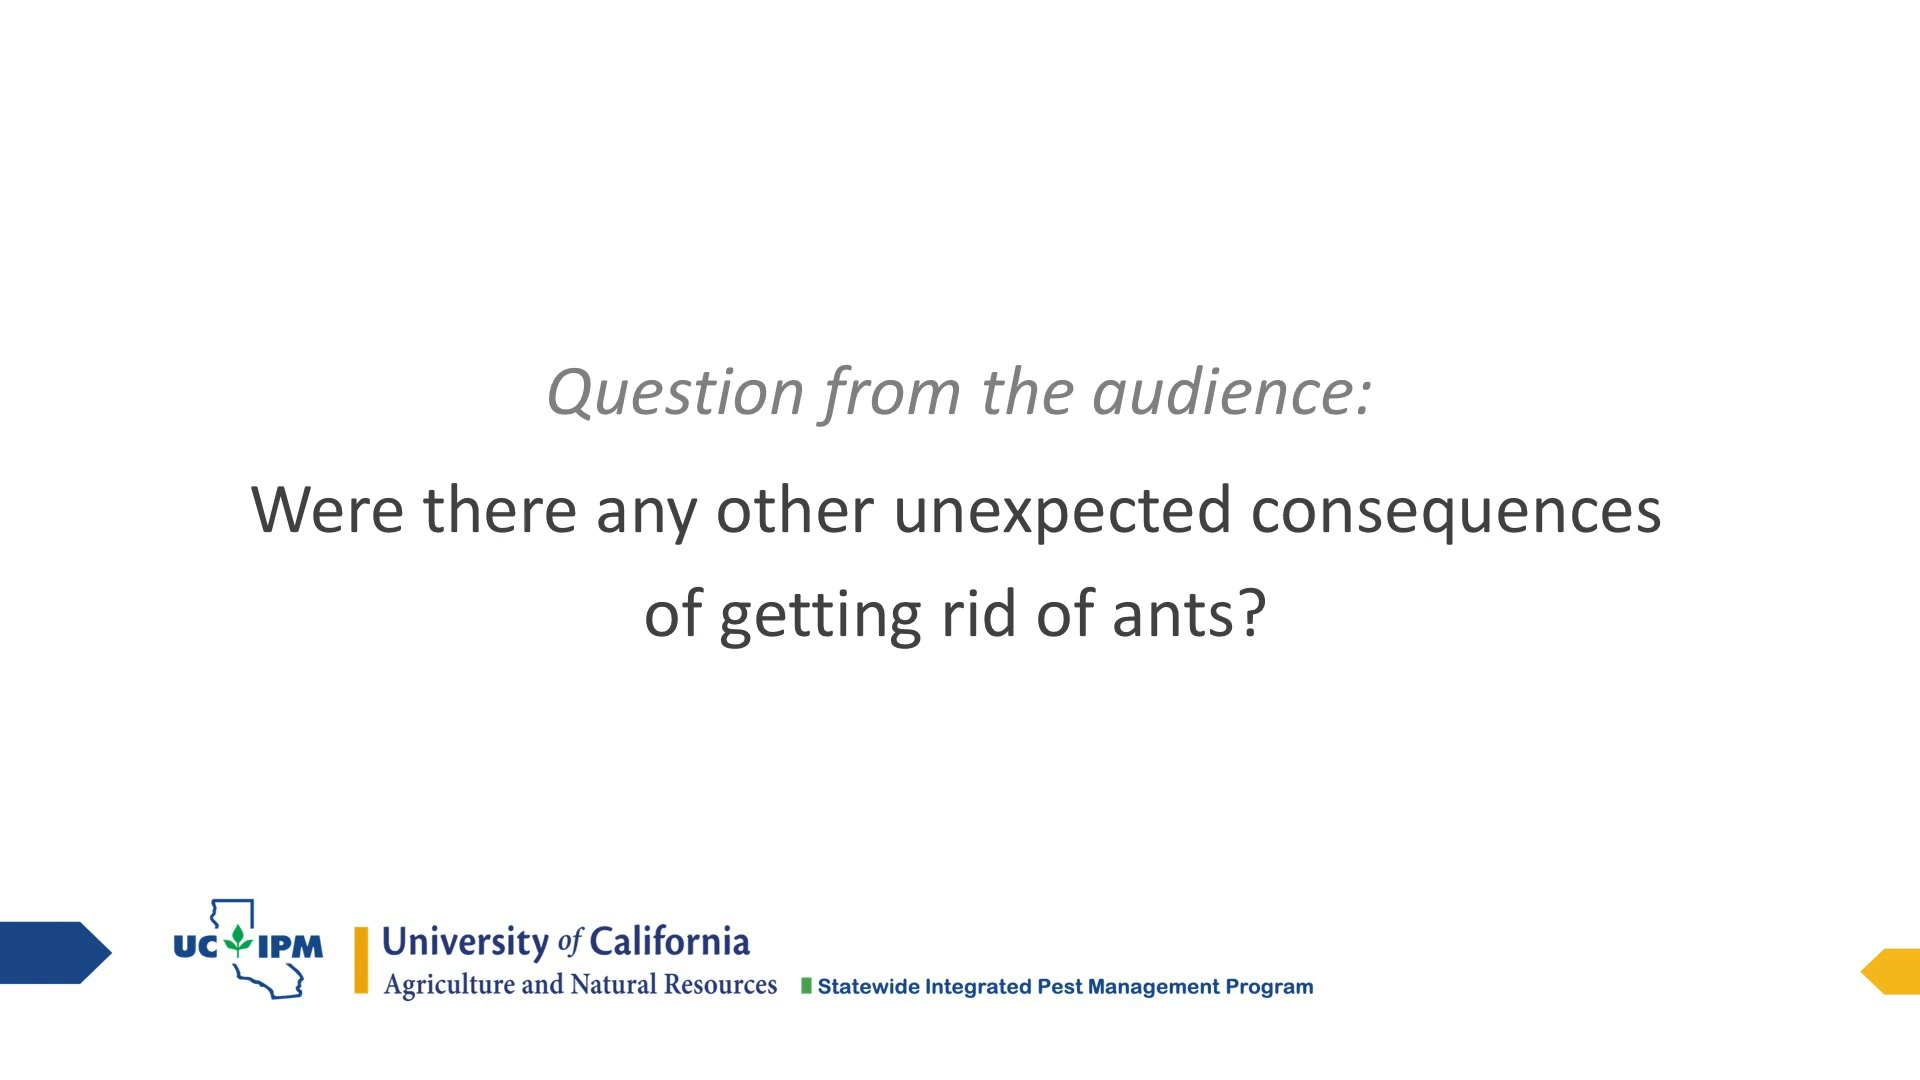 Question from the audience:
Were there any other unexpected consequences
of getting rid of ants?
UC IPM
University of California
Agriculture and Natural Resources
Statewide Integrated Pest Management Program